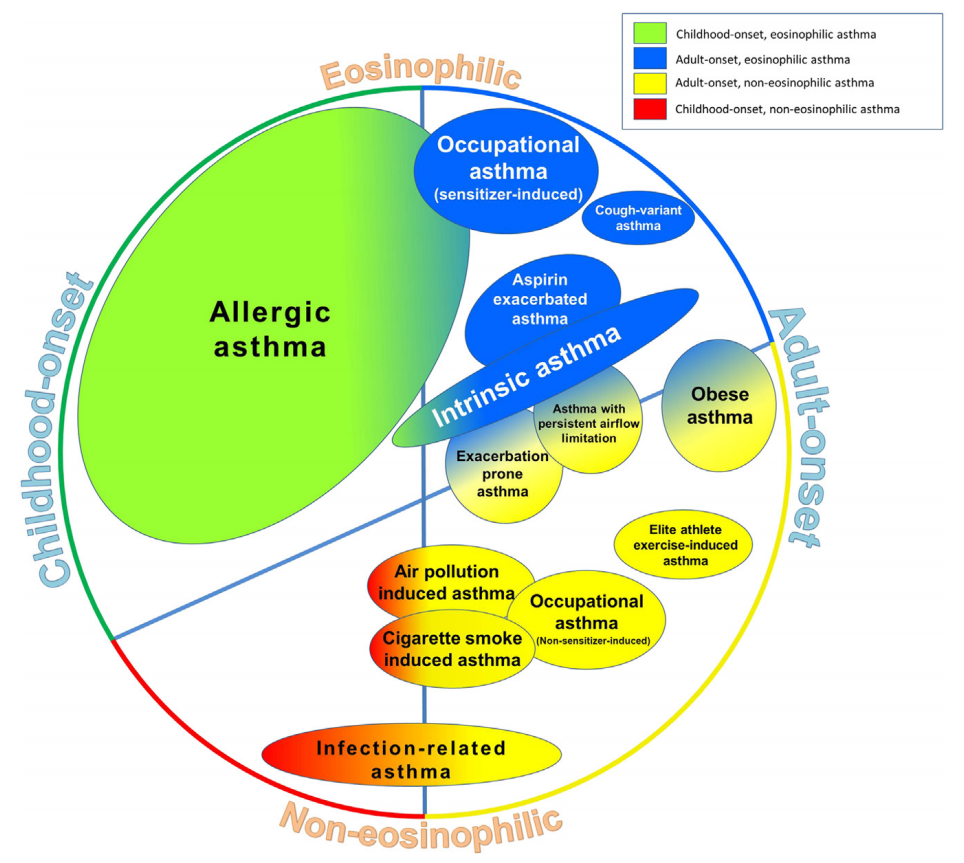 Childhood-onset, eosinophilic asthma
Adult-onset, eosinophilic asthma
Adult-onset, non-eosinophilic asthma
Childhood-onset, non-eosinophilic asthma
Eosinophilic
Occupational
asthma
(sensitizer-induced)
Cough-variant
asthma
Aspirin
exacerbated
asthma
Allergic
asthma
Intrinsic asthma
Childhood-onset
Adult-onset
Obese
asthma
Asthma with
persistent airflow
limitation
Exacerbation
prone
asthma
Elite athlete
exercise-induced
asthma
Air pollution
induced asthma
Occupational
asthma
(Non-sensitizer-induced)
Cigarette smoke
induced asthma
Infection-related
asthma
Non-eosinophilic